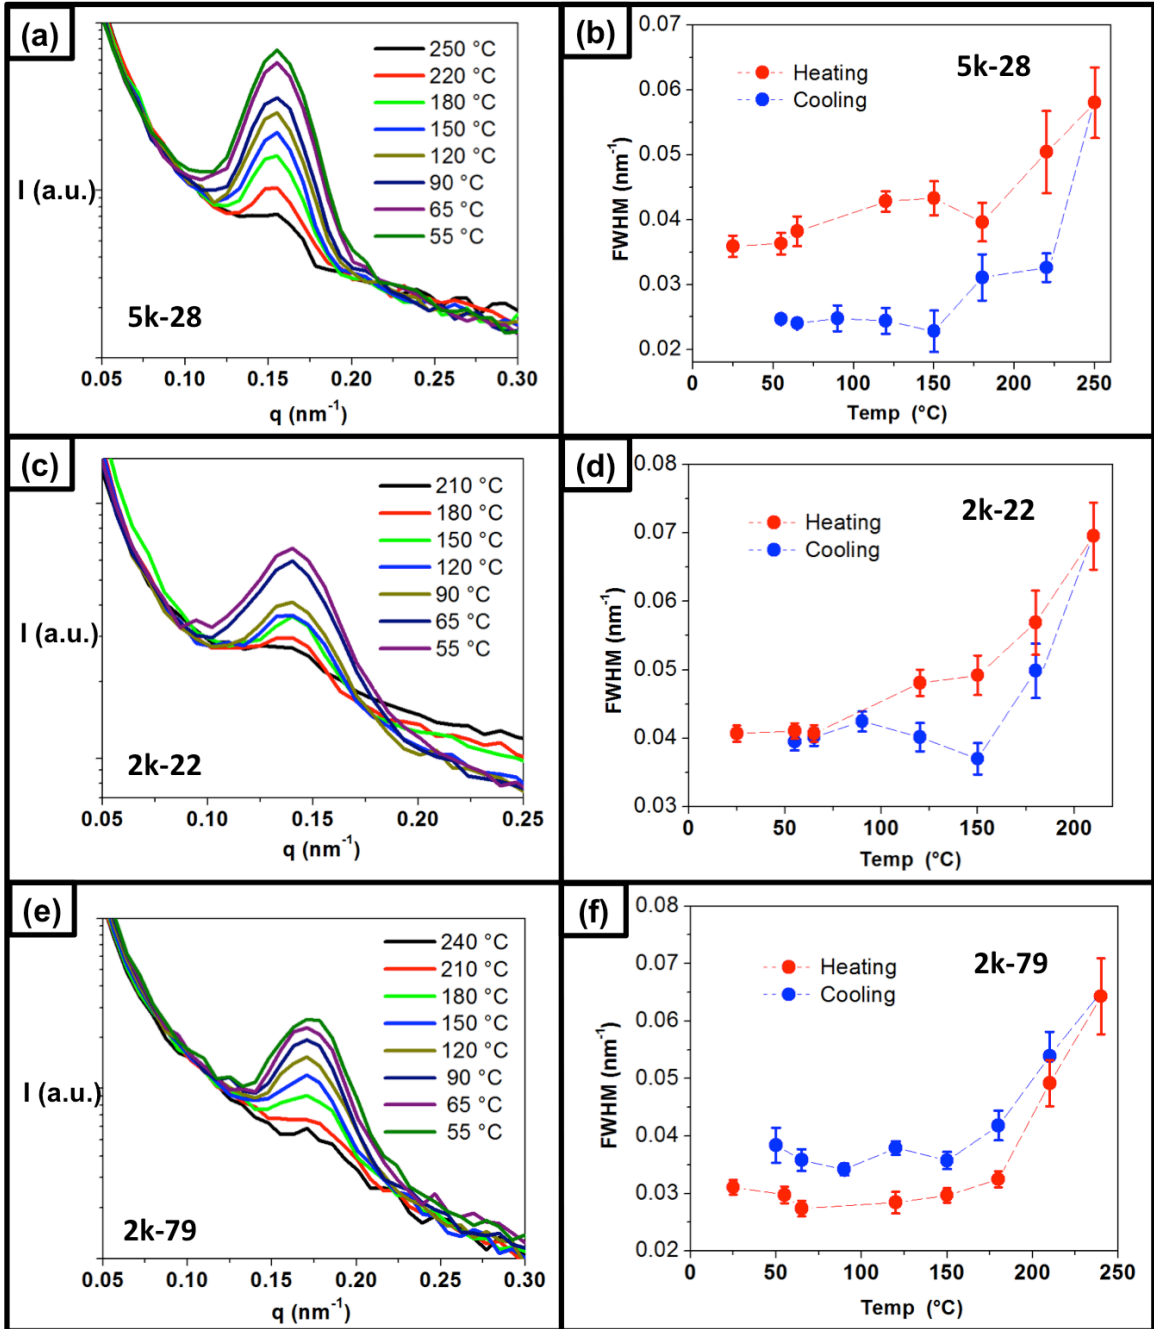 (a)
250 °C
220 °C
180 °C
150 °C
120 °C
90 °C
65 °C
55 °C
I (a.u.)
5k-28
0.05 0.10 0.15 0.20 0.25 0.30
q (nm⁻¹)
(b)
0.07
0.06
0.05
0.04
0.03
0.02
FWHM (nm⁻¹)
5k-28
Heating
Cooling
0 50 100 150 200 250
Temp (°C)
(c)
210 °C
180 °C
150 °C
120 °C
90 °C
65 °C
55 °C
I (a.u.)
2k-22
0.05 0.10 0.15 0.20 0.25
q (nm⁻¹)
(d)
0.08
0.07
0.06
0.05
0.04
0.03
FWHM (nm⁻¹)
2k-22
Heating
Cooling
0 50 100 150 200
Temp (°C)
(e)
240 °C
210 °C
180 °C
150 °C
120 °C
90 °C
65 °C
55 °C
I (a.u.)
2k-79
0.05 0.10 0.15 0.20 0.25 0.30
q (nm⁻¹)
(f)
0.08
0.07
0.06
0.05
0.04
0.03
0.02
FWHM (nm⁻¹)
2k-79
Heating
Cooling
0 50 100 150 200 250
Temp (°C)